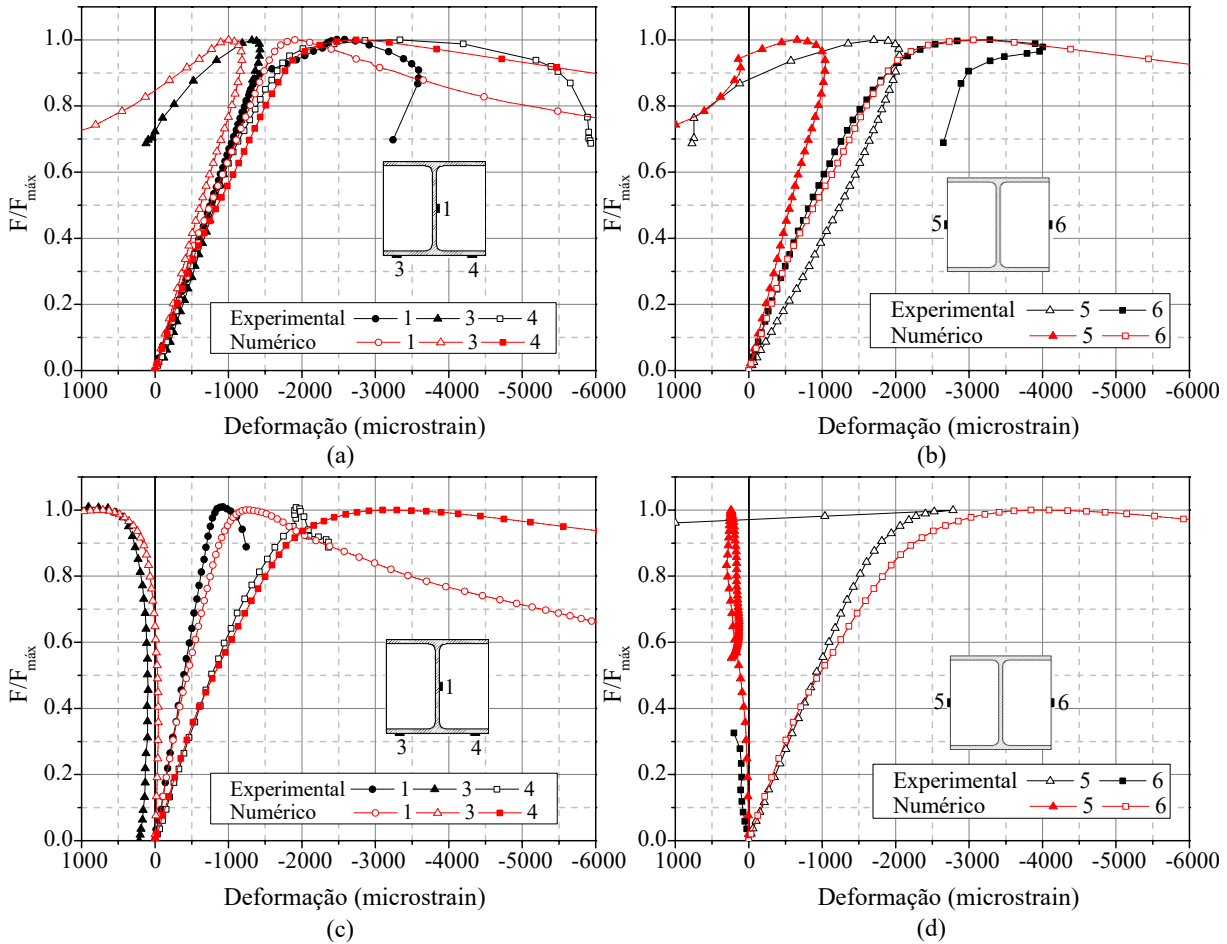 1.0
0.8
0.6
0.4
0.2
0.0
F/F máx
1
3 4
Experimental 1 3 4
Numérico 1 3 4
1000 0 -1000 -2000 -3000 -4000 -5000 -6000
Deformação (microstrain)
(a)
1.0
0.8
0.6
0.4
0.2
0.0
F/F máx
5 6
Experimental 5 6
Numérico 5 6
1000 0 -1000 -2000 -3000 -4000 -5000 -6000
Deformação (microstrain)
(b)
1.0
0.8
0.6
0.4
0.2
0.0
F/F máx
1
3 4
Experimental 1 3 4
Numérico 1 3 4
1000 0 -1000 -2000 -3000 -4000 -5000 -6000
Deformação (microstrain)
(c)
1.0
0.8
0.6
0.4
0.2
0.0
F/F máx
5 6
Experimental 5 6
Numérico 5 6
1000 0 -1000 -2000 -3000 -4000 -5000 -6000
Deformação (microstrain)
(d)